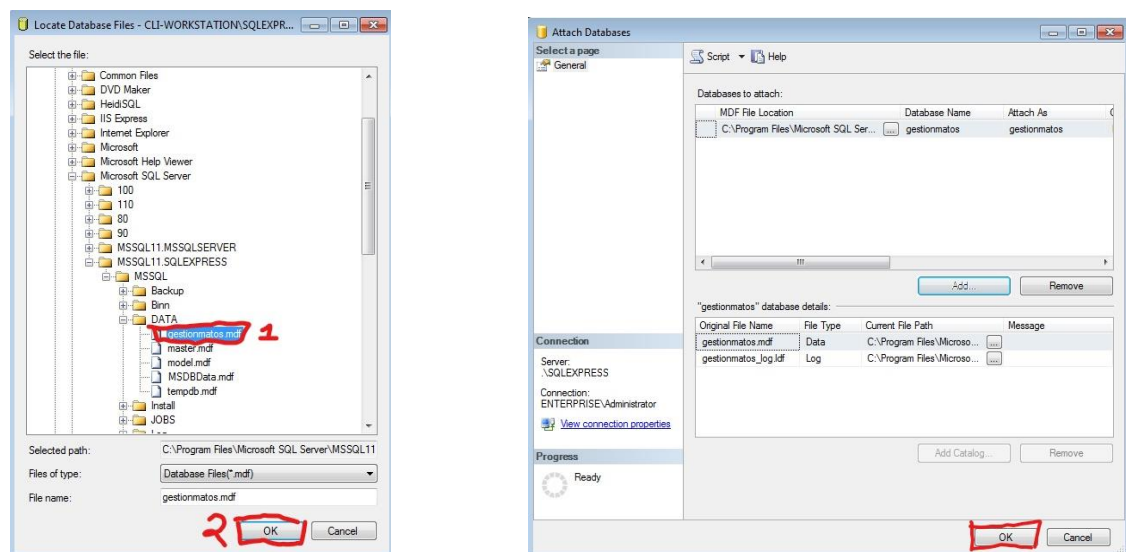 Locate Database Files - CLI-WORKSTATION\SQLEXPR...
Select the file:
Common Files
DVD Maker
HeidiSQL
IIS Express
Internet Explorer
Microsoft
Microsoft Help Viewer
Microsoft SQL Server
100
110
80
90
MSSQL11.MSSQLSERVER
MSSQL11.SQLEXPRESS
MSSQL
Backup
Binn
DATA
gestionmatos.mdf 1
master.mdf
model.mdf
MSDBData.mdf
tempdb.mdf
Install
JOBS
Selected path: C:\Program Files\Microsoft SQL Server\MSSQL11
Files of type: Database Files(*.mdf)
File name: gestionmatos.mdf
2 OK Cancel
Attach Databases
Select a page
General
Script Help
Databases to attach:
MDF File Location Database Name Attach As
C:\Program Files\Microsoft SQL Ser... ... gestionmatos gestionmatos
Add... Remove
"gestionmatos" database details:
Original File Name File Type Current File Path Message
gestionmatos.mdf Data C:\Program Files\Microso... ...
gestionmatos_log.ldf Log C:\Program Files\Microso... ...
Add Catalog... Remove
Connection
Server:
.\SQLEXPRESS
Connection:
ENTERPRISE\Administrator
View connection properties
Progress
Ready
OK Cancel